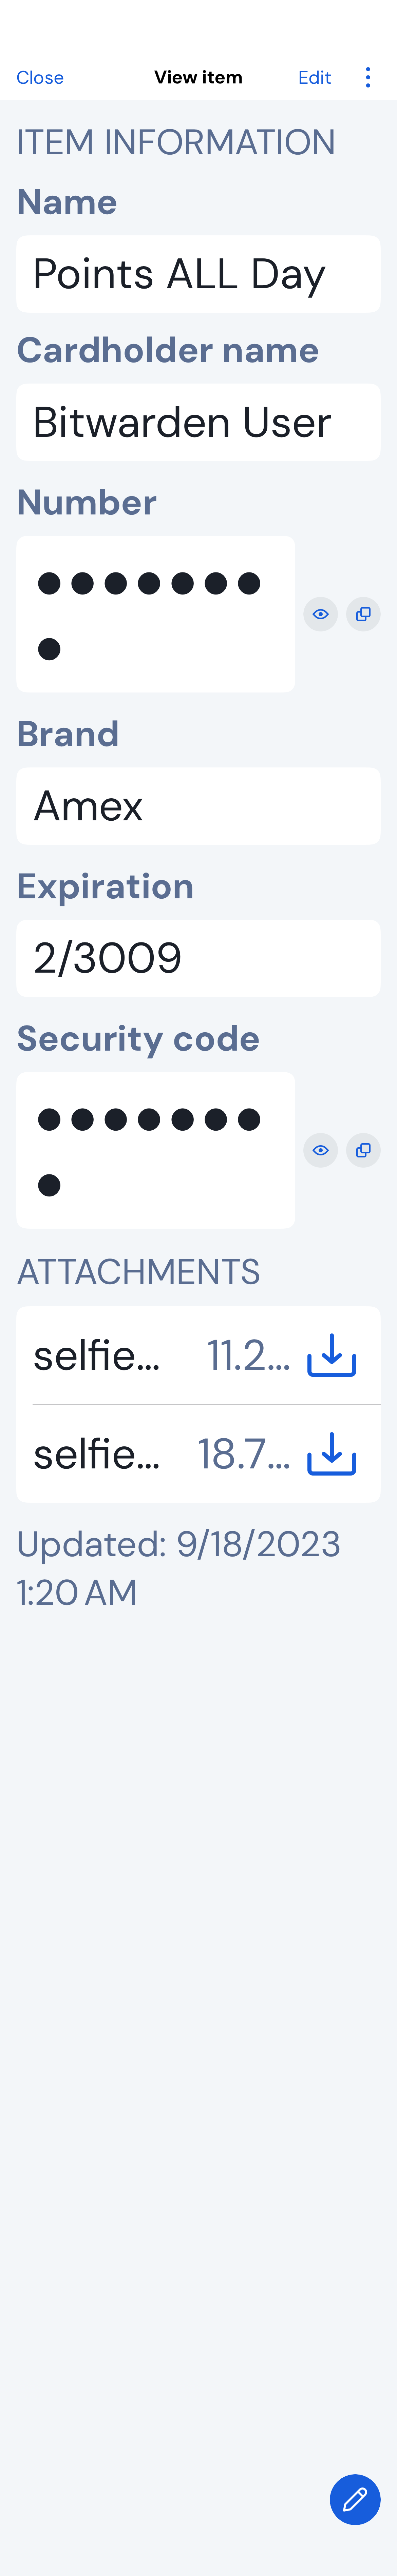 Close
View item
Edit
ITEM INFORMATION
Name
Points ALL Day
Cardholder name
Bitwarden User
Number
●●●●●●●
●
Brand
Amex
Expiration
2/3009
Security code
●●●●●●●
●
ATTACHMENTS
selfie... 11.2...
selfie... 18.7...
Updated: 9/18/2023
1:20 AM